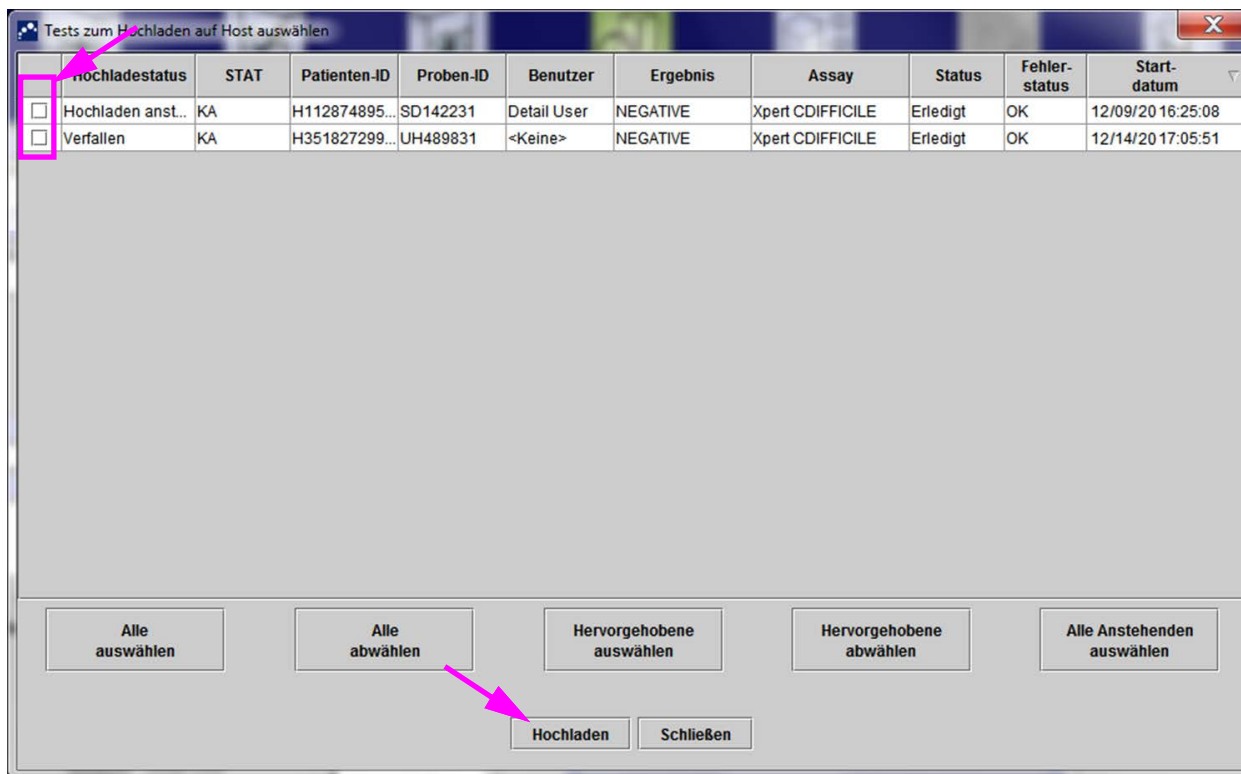 Tests zum Hochladen auf Host auswählen
Hochladestatus STAT Patienten-ID Proben-ID Benutzer Ergebnis Assay Status Fehler-status Start-datum
Hochladen anst... KA H112874895... SD142231 Detail User NEGATIVE Xpert CDIFFICILE Erledigt OK 12/09/20 16:25:08
Verfallen KA H351827299... UH489831 <Keine> NEGATIVE Xpert CDIFFICILE Erledigt OK 12/14/20 17:05:51
Alle auswählen
Alle abwählen
Hervorgehobene auswählen
Hervorgehobene abwählen
Alle Anstehenden auswählen
Hochladen Schließen